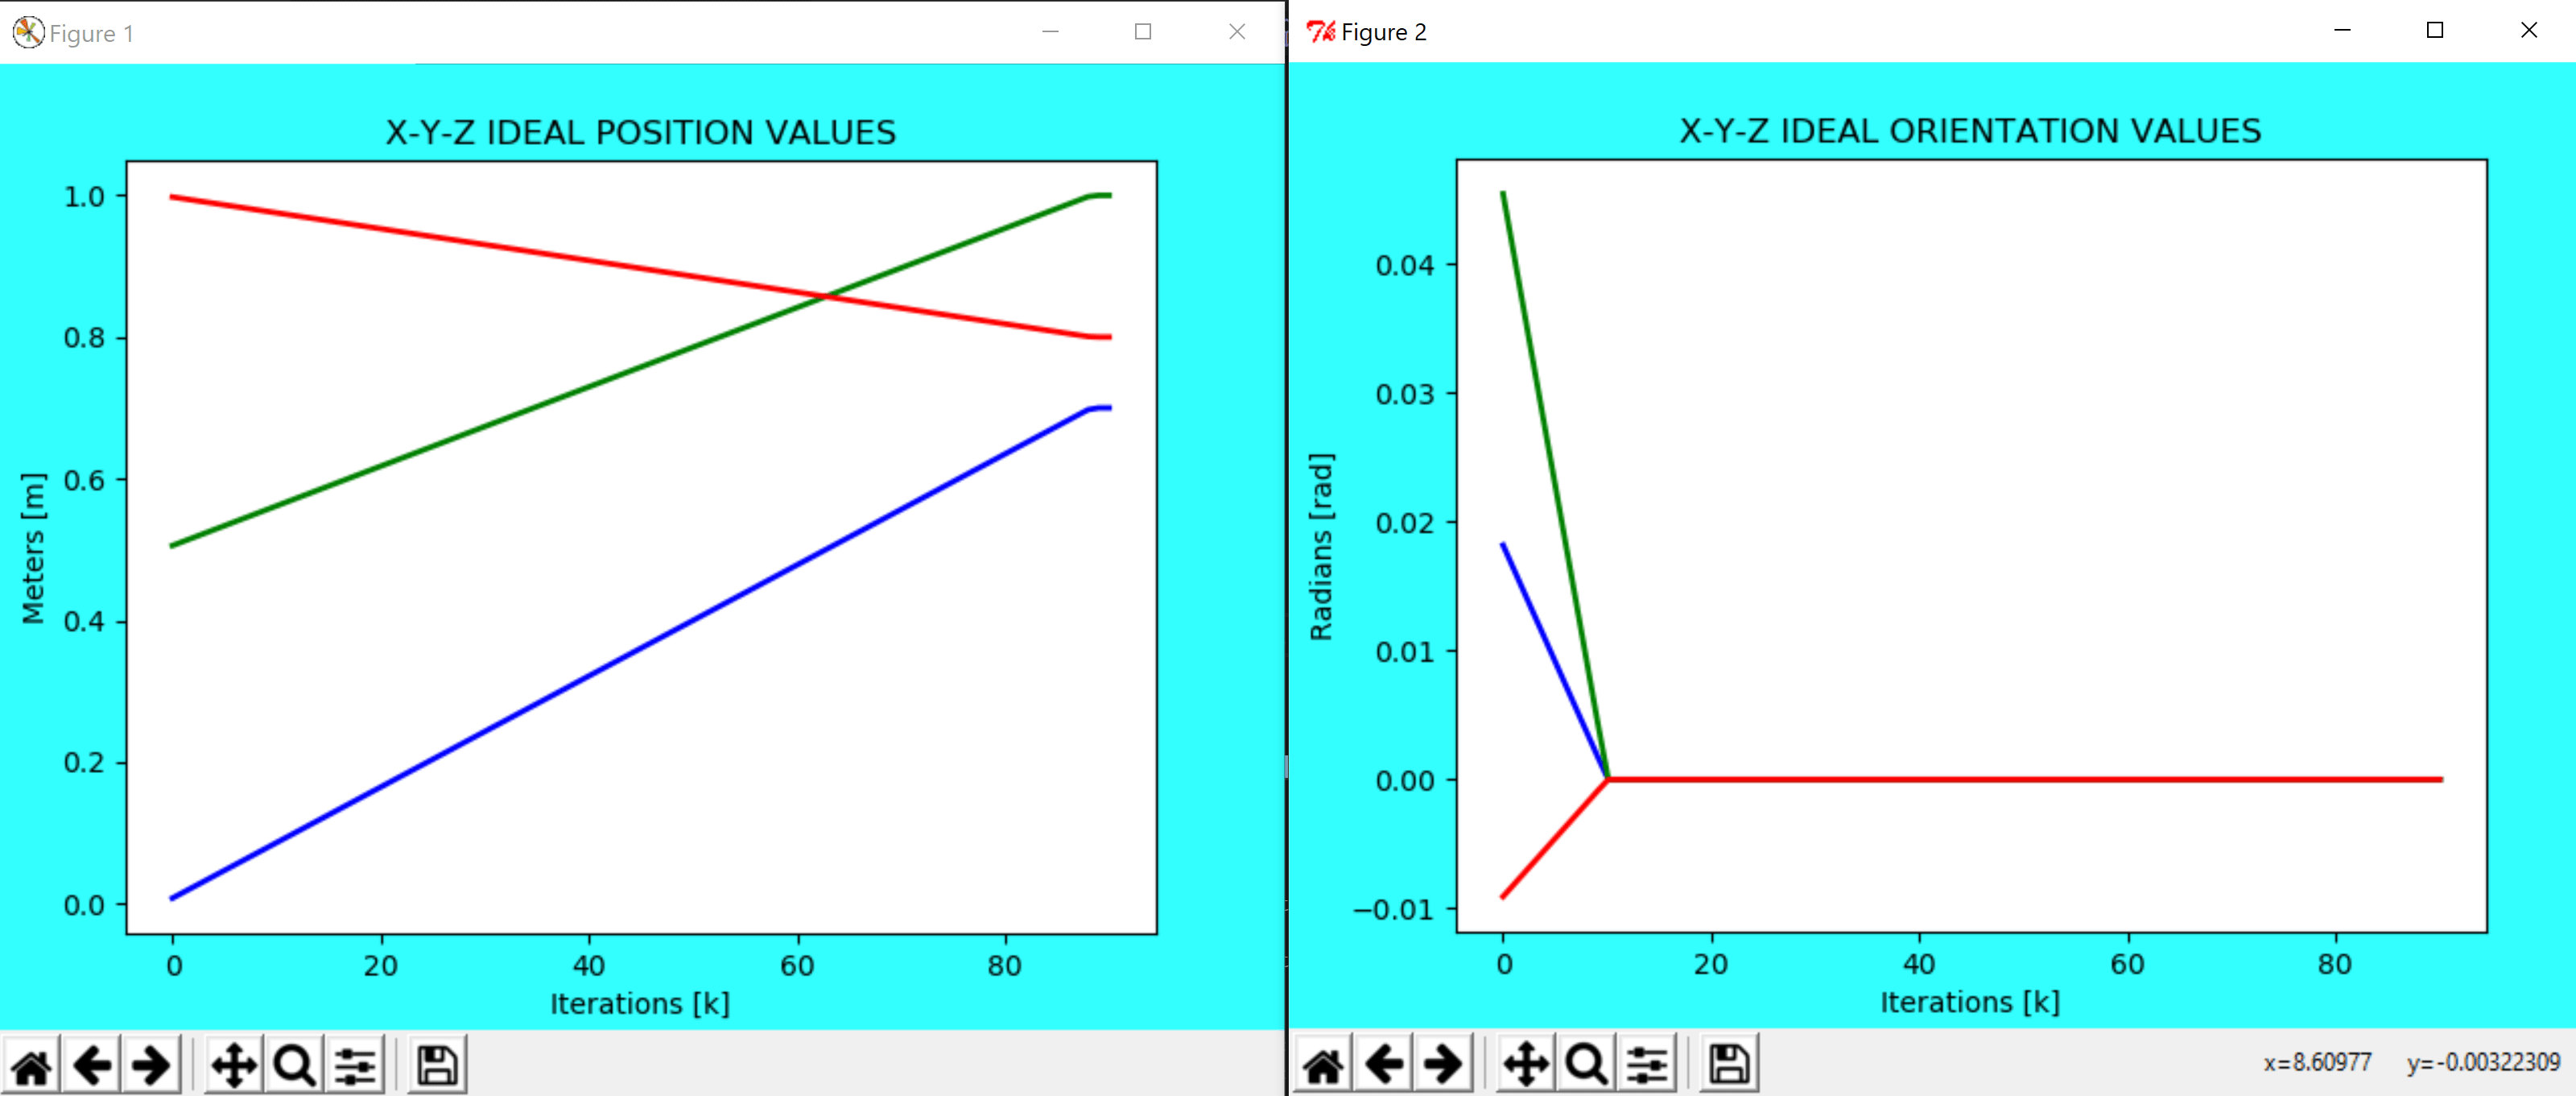 Figure 1
X-Y-Z IDEAL POSITION VALUES
1.0
0.8
0.6
0.4
0.2
0.0
Meters [m]
0 20 40 60 80
Iterations [k]
Figure 2
X-Y-Z IDEAL ORIENTATION VALUES
0.04
0.03
0.02
0.01
0.00
−0.01
Radians [rad]
0 20 40 60 80
Iterations [k]
x=8.60977 y=-0.00322309